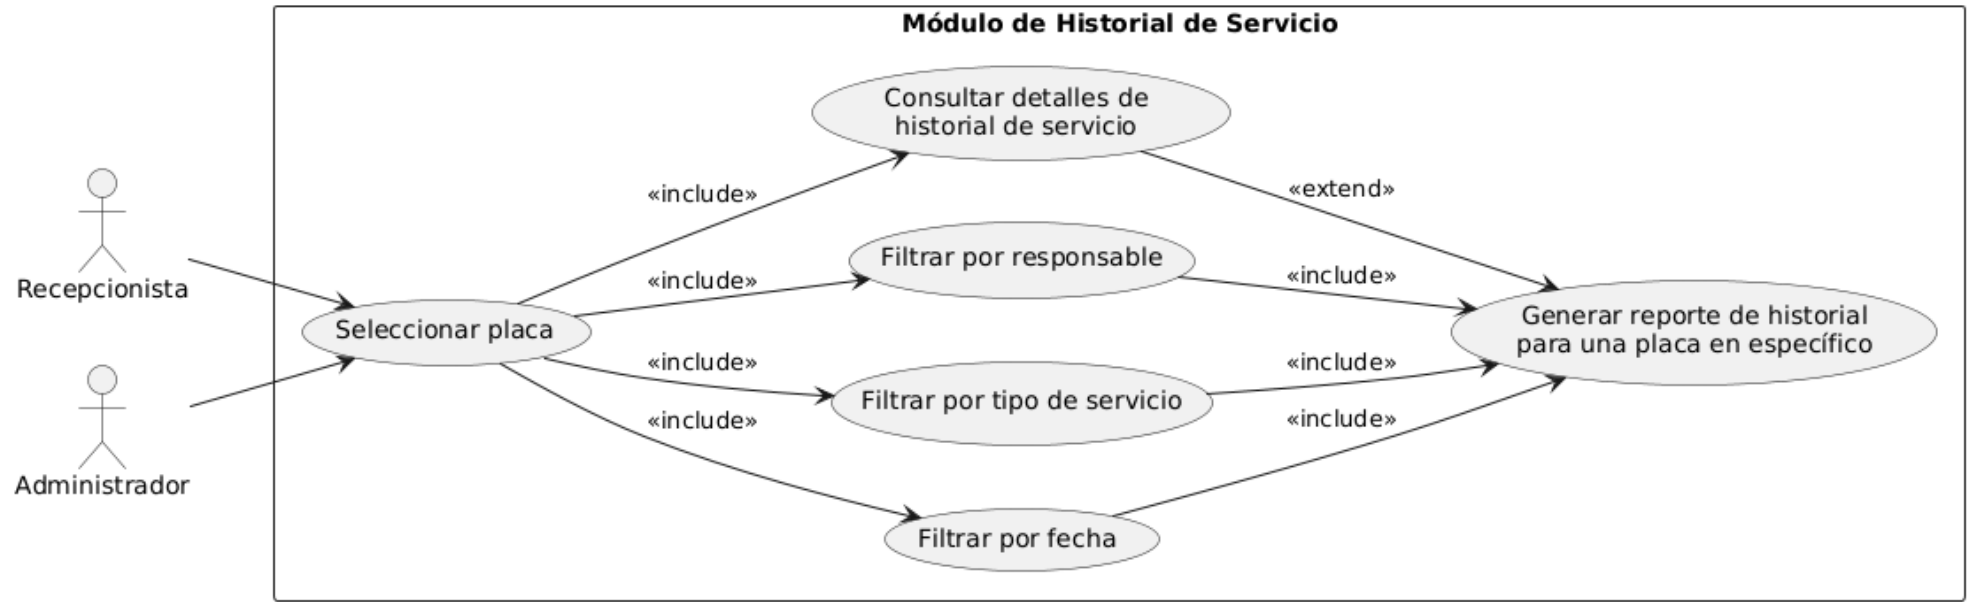 Módulo de Historial de Servicio
Consultar detalles de
historial de servicio
«include»
«extend»
Filtrar por responsable
«include»
«include»
Recepcionista
Seleccionar placa
Generar reporte de historial
para una placa en específico
«include»
«include»
Filtrar por tipo de servicio
«include»
«include»
Administrador
Filtrar por fecha